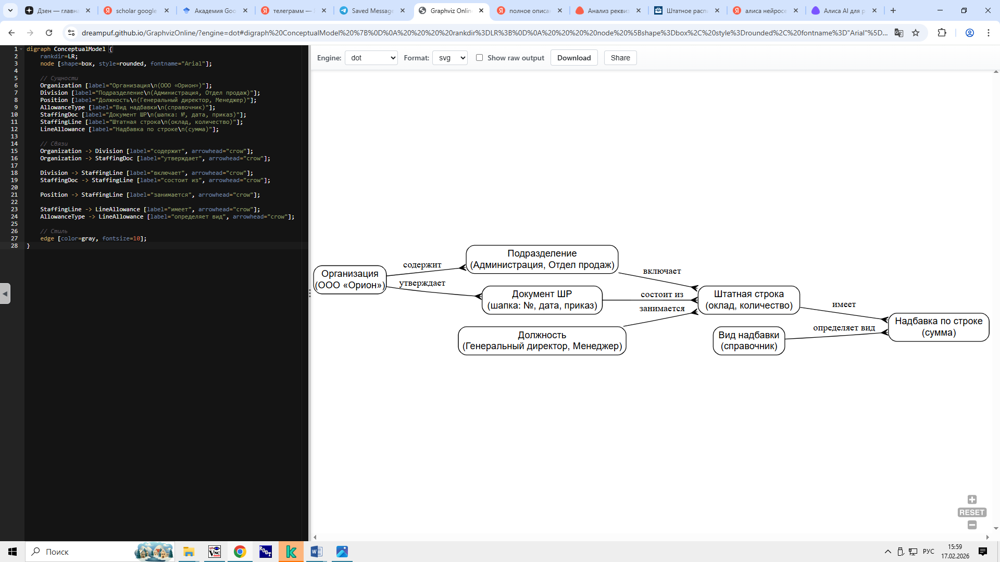 Дзен — главн
scholar google
Академия Goo
телеграмм —
Saved Message
Graphviz Onlin
полное описа
Анализ рекви
Штатное расп
алиса нейросе
Алиса AI для р
dreampuf.github.io/GraphvizOnline/?engine=dot#digraph%20ConceptualModel%20%7B%0D%0A%20%20%20%20rankdir%3DLR%3B%0D%0A%20%20%20%20node%20%5Bshape%3Dbox%2C%20style%3Drounded%2C%20fontname%3D"Arial"%5D...
1 digraph ConceptualModel {
2 rankdir=LR;
3 node [shape=box, style=rounded, fontname="Arial"];
4
5 // Сущности
6 Organization [label="Организация\n(ООО «Орион»)"];
7 Division [label="Подразделение\n(Администрация, Отдел продаж)"];
8 Position [label="Должность\n(Генеральный директор, Менеджер)"];
9 AllowanceType [label="Вид надбавки\n(справочник)"];
10 StaffingDoc [label="Документ ШР\n(шапка: №, дата, приказ)"];
11 StaffingLine [label="Штатная строка\n(оклад, количество)"];
12 LineAllowance [label="Надбавка по строке\n(сумма)"];
13
14 // Связи
15 Organization -> Division [label="содержит", arrowhead="crow"];
16 Organization -> StaffingDoc [label="утверждает", arrowhead="crow"];
17
18 Division -> StaffingLine [label="включает", arrowhead="crow"];
19 StaffingDoc -> StaffingLine [label="состоит из", arrowhead="crow"];
20
21 Position -> StaffingLine [label="занимается", arrowhead="crow"];
22
23 StaffingLine -> LineAllowance [label="имеет", arrowhead="crow"];
24 AllowanceType -> LineAllowance [label="определяет вид", arrowhead="crow"];
25
26 // Стиль
27 edge [color=gray, fontsize=10];
28 }
Engine: dot Format: svg Show raw output Download Share
Организация
(ООО «Орион»)
содержит
утверждает
Подразделение
(Администрация, Отдел продаж)
Документ ШР
(шапка: №, дата, приказ)
Должность
(Генеральный директор, Менеджер)
включает
состоит из
занимается
Штатная строка
(оклад, количество)
Вид надбавки
(справочник)
имеет
определяет вид
Надбавка по строке
(сумма)
RESET
Поиск
VNC
ROOT
РУС
15:59
17.02.2026